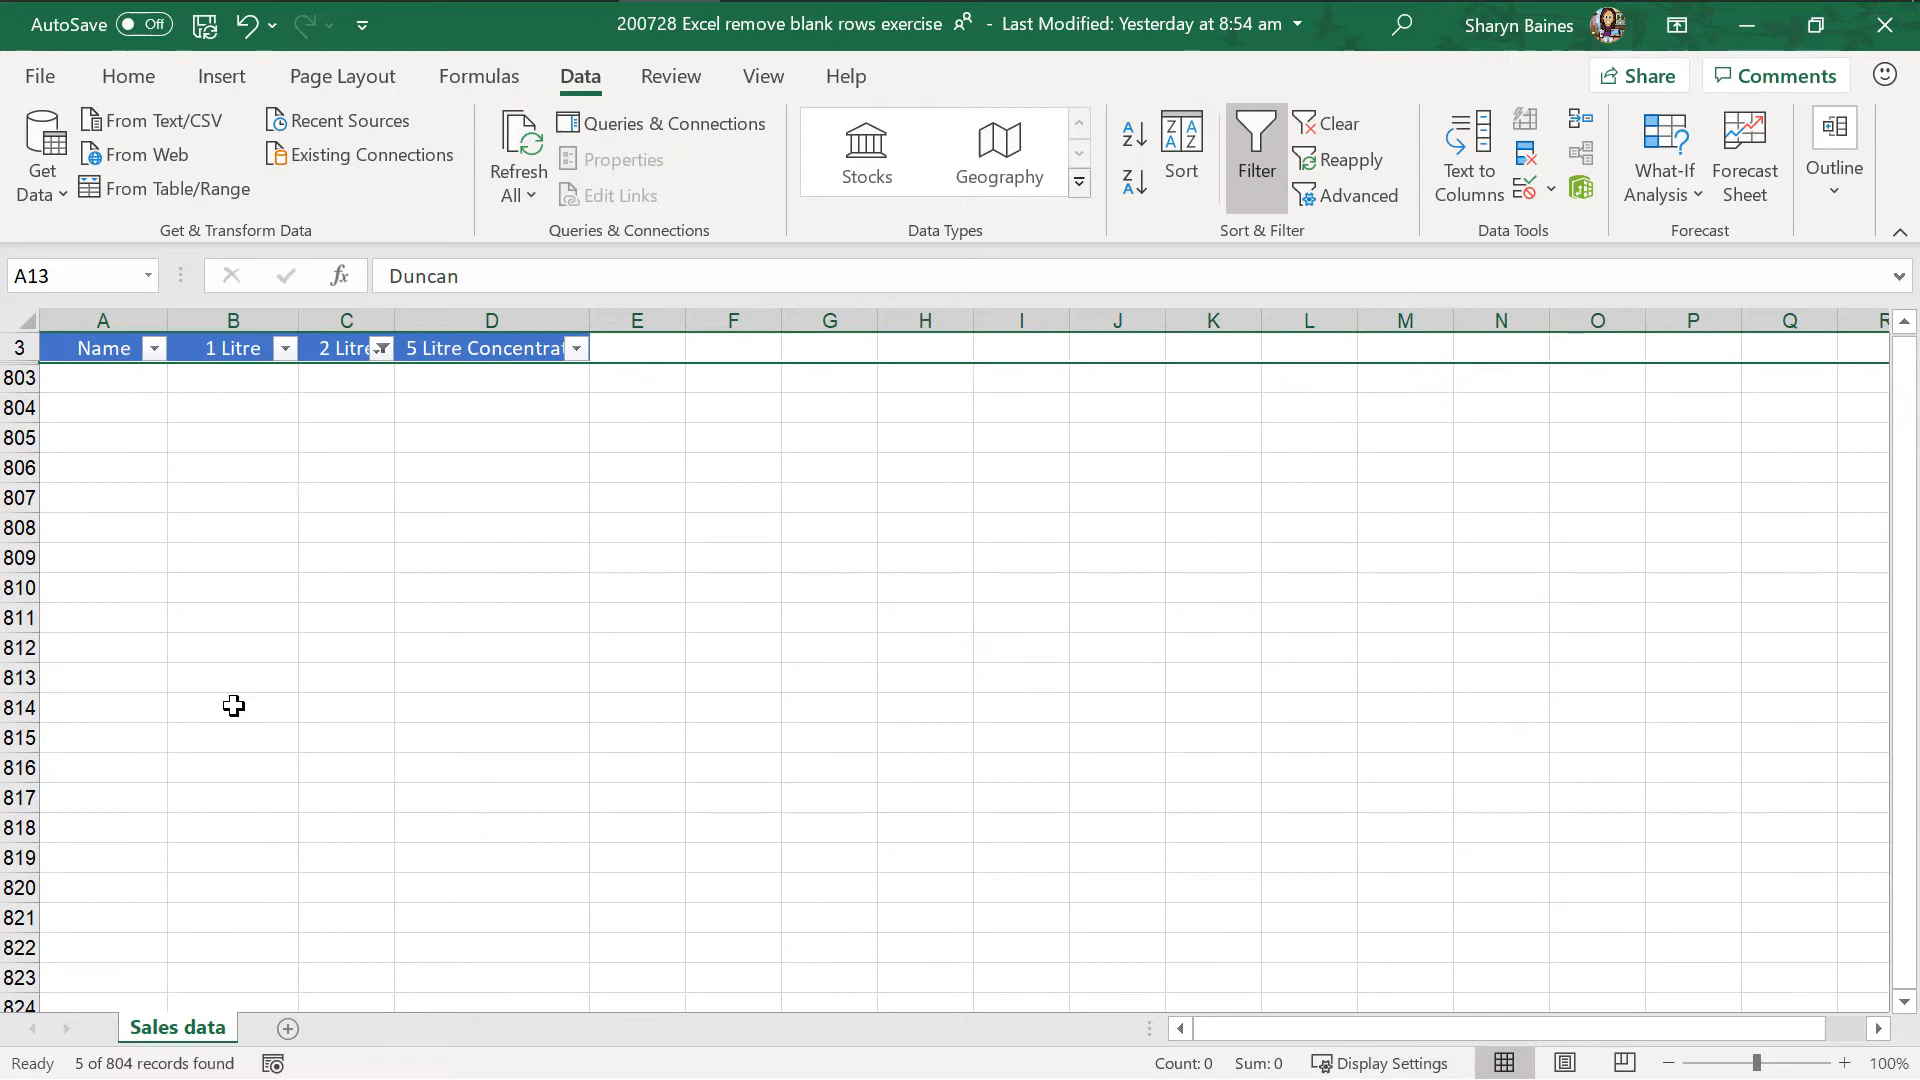 AutoSave Off 200728 Excel remove blank rows exercise - Last Modified: Yesterday at 8:54 am Sharyn Baines
File Home Insert Page Layout Formulas Data Review View Help Share Comments
Get Data
From Text/CSV
From Web
From Table/Range
Recent Sources
Existing Connections
Get & Transform Data
Refresh All
Queries & Connections
Properties
Edit Links
Queries & Connections
Stocks Geography
Data Types
Sort
Filter
Clear
Reapply
Advanced
Sort & Filter
Text to Columns
Data Tools
What-If Analysis
Forecast Sheet
Forecast
Outline
A13 fx Duncan
A B C D E F G H I J K L M N O P Q R
3 Name 1 Litre 2 Litre 5 Litre Concentrat
803
804
805
806
807
808
809
810
811
812
813
814
815
816
817
818
819
820
821
822
823
824
Sales data
Ready 5 of 804 records found Count: 0 Sum: 0 Display Settings 100%